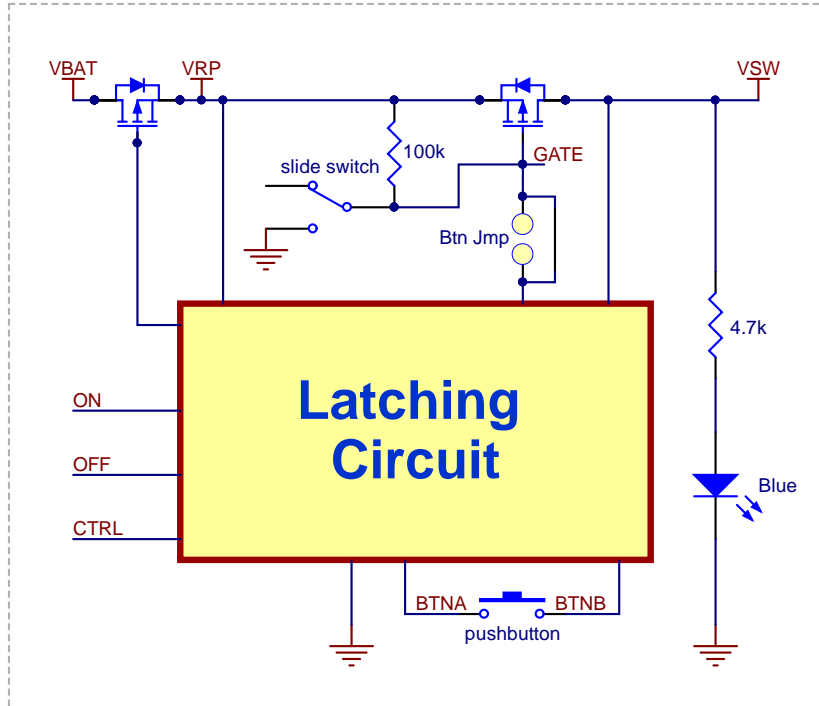 VBAT
VRP
VSW
100k
slide switch
GATE
Btn Jmp
4.7k
Latching
Circuit
ON
OFF
CTRL
Blue
BTNA
BTNB
pushbutton